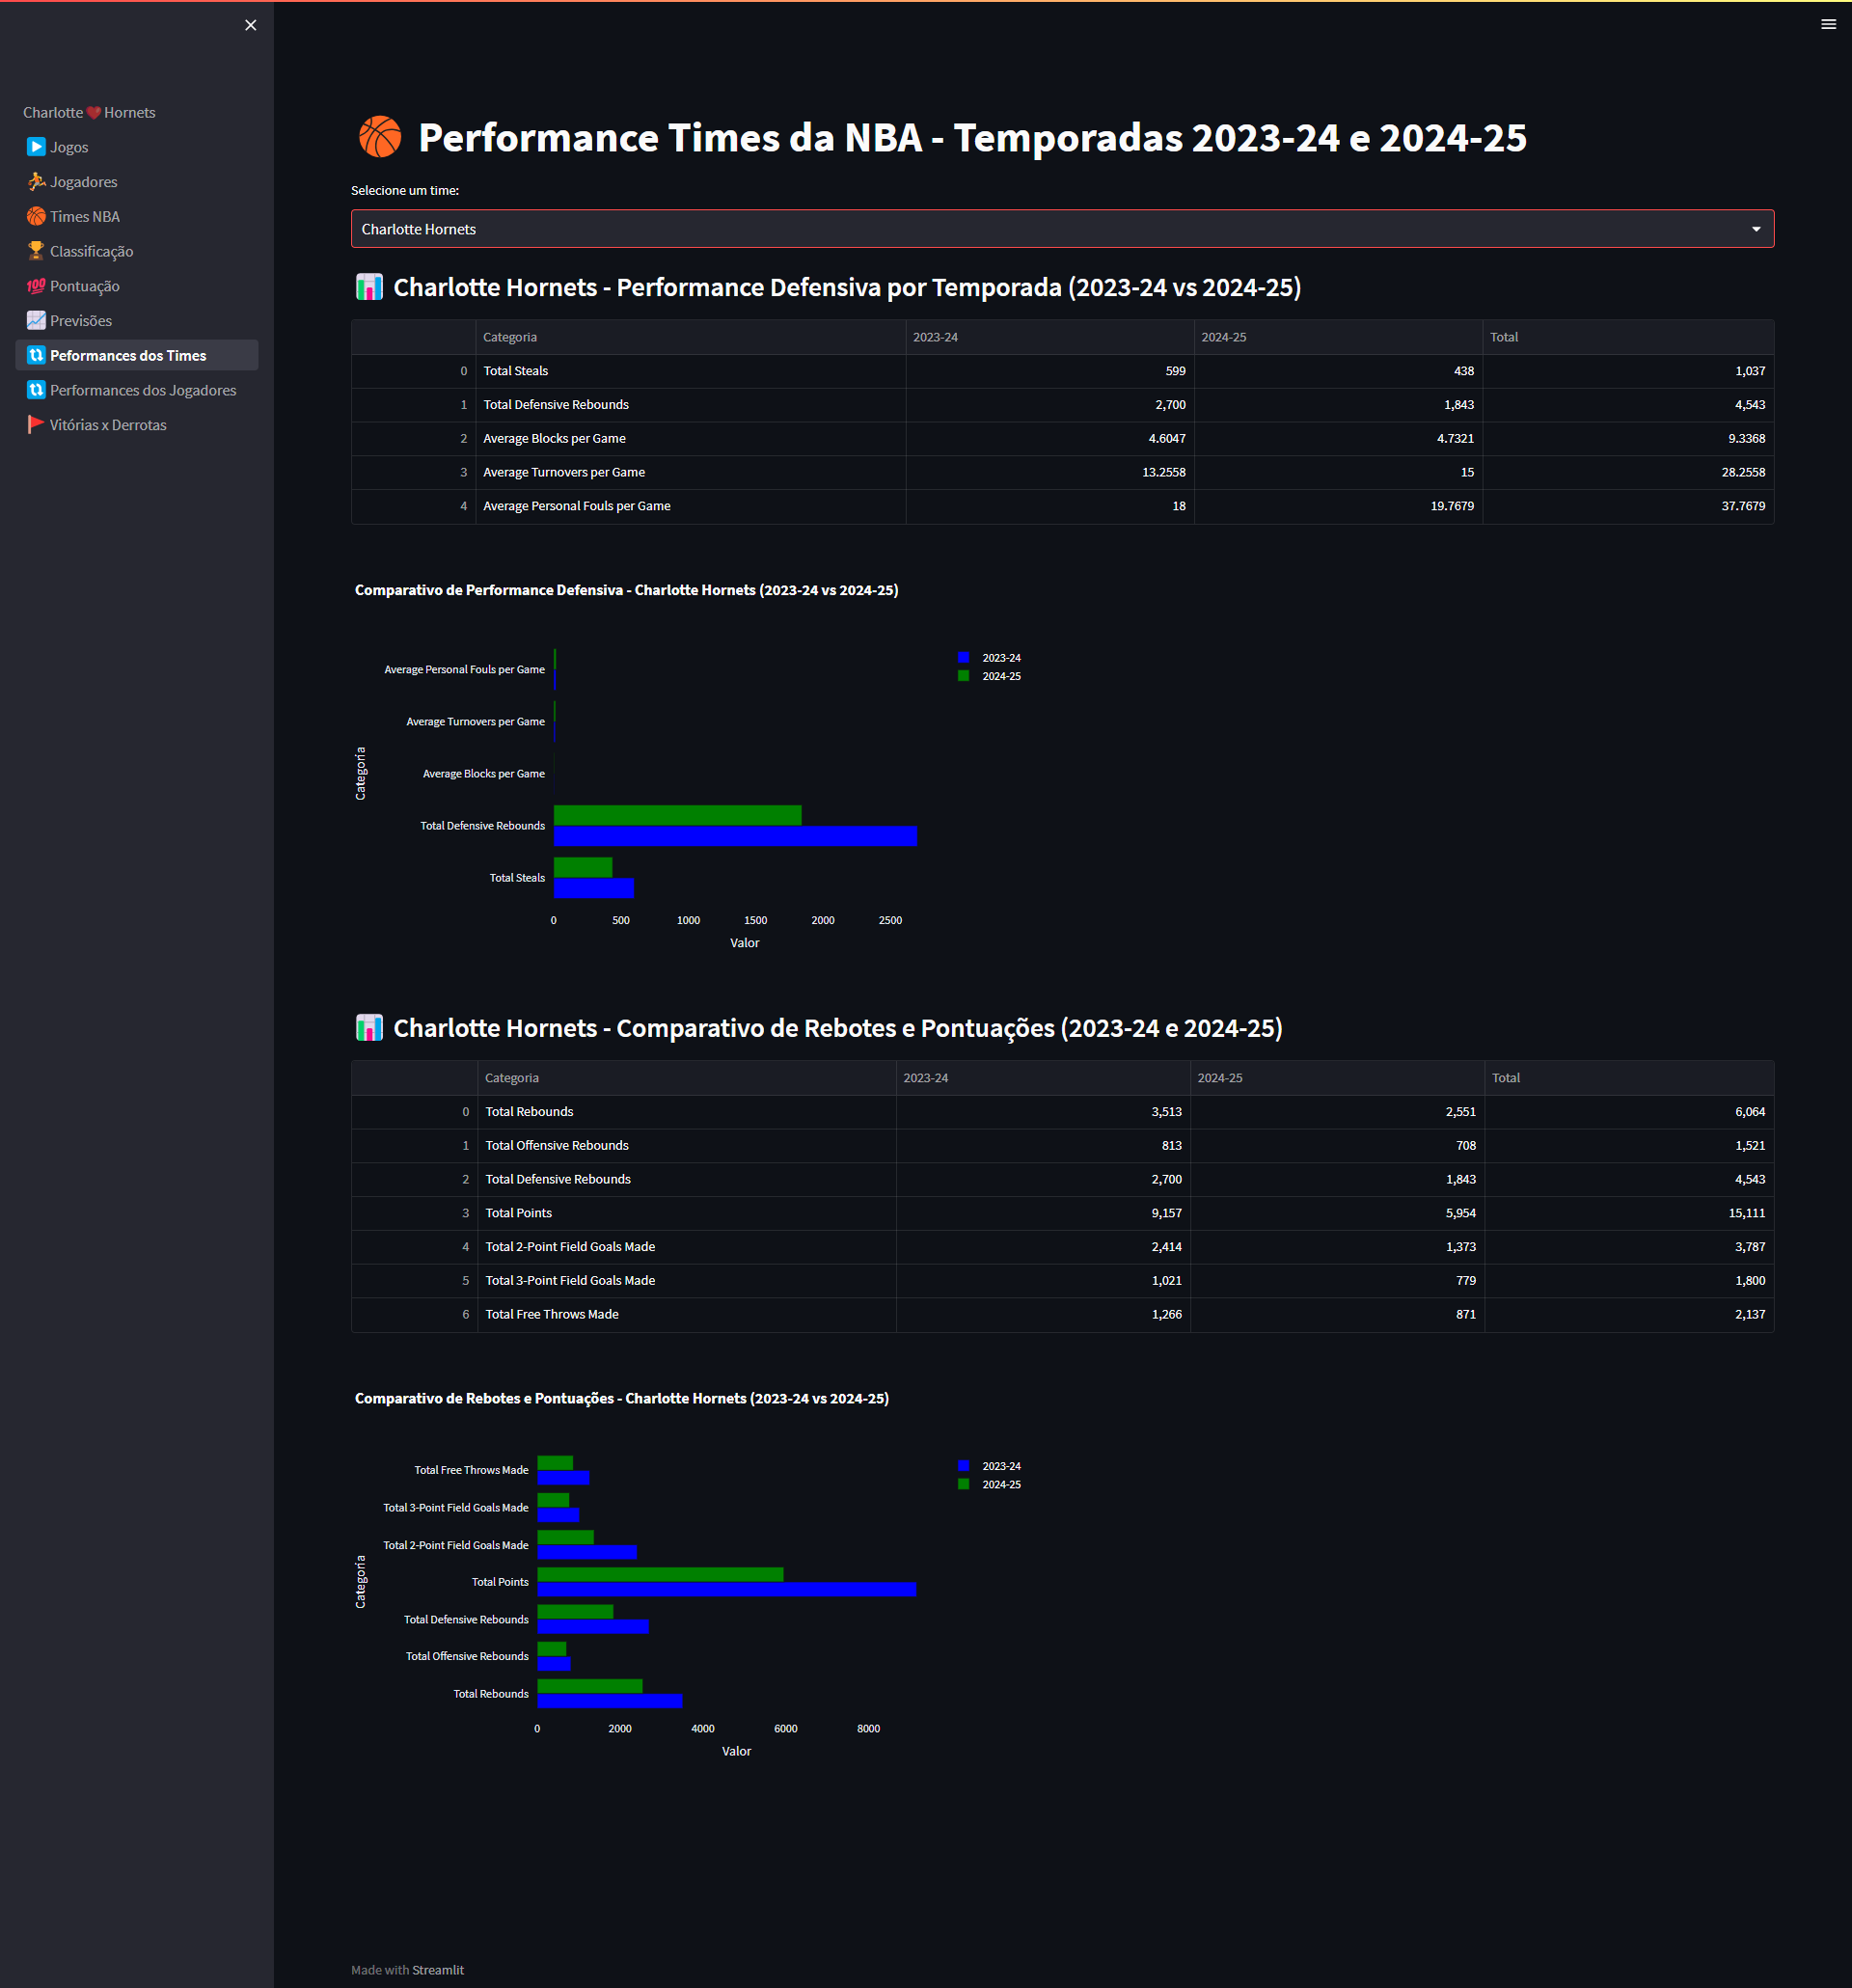 Charlotte ❤️ Hornets
Jogos
Jogadores
Times NBA
Classificação
Pontuação
Previsões
Peformances dos Times
Performances dos Jogadores
Vitórias x Derrotas
Performance Times da NBA - Temporadas 2023-24 e 2024-25
Selecione um time:
Charlotte Hornets
Charlotte Hornets - Performance Defensiva por Temporada (2023-24 vs 2024-25)
Categoria 2023-24 2024-25 Total
0 Total Steals 599 438 1,037
1 Total Defensive Rebounds 2,700 1,843 4,543
2 Average Blocks per Game 4.6047 4.7321 9.3368
3 Average Turnovers per Game 13.2558 15 28.2558
4 Average Personal Fouls per Game 18 19.7679 37.7679
Comparativo de Performance Defensiva - Charlotte Hornets (2023-24 vs 2024-25)
2023-24
2024-25
Average Personal Fouls per Game
Average Turnovers per Game
Average Blocks per Game
Total Defensive Rebounds
Total Steals
Categoria
0 500 1000 1500 2000 2500
Valor
Charlotte Hornets - Comparativo de Rebotes e Pontuações (2023-24 e 2024-25)
Categoria 2023-24 2024-25 Total
0 Total Rebounds 3,513 2,551 6,064
1 Total Offensive Rebounds 813 708 1,521
2 Total Defensive Rebounds 2,700 1,843 4,543
3 Total Points 9,157 5,954 15,111
4 Total 2-Point Field Goals Made 2,414 1,373 3,787
5 Total 3-Point Field Goals Made 1,021 779 1,800
6 Total Free Throws Made 1,266 871 2,137
Comparativo de Rebotes e Pontuações - Charlotte Hornets (2023-24 vs 2024-25)
2023-24
2024-25
Total Free Throws Made
Total 3-Point Field Goals Made
Total 2-Point Field Goals Made
Total Points
Total Defensive Rebounds
Total Offensive Rebounds
Total Rebounds
Categoria
0 2000 4000 6000 8000
Valor
Made with Streamlit